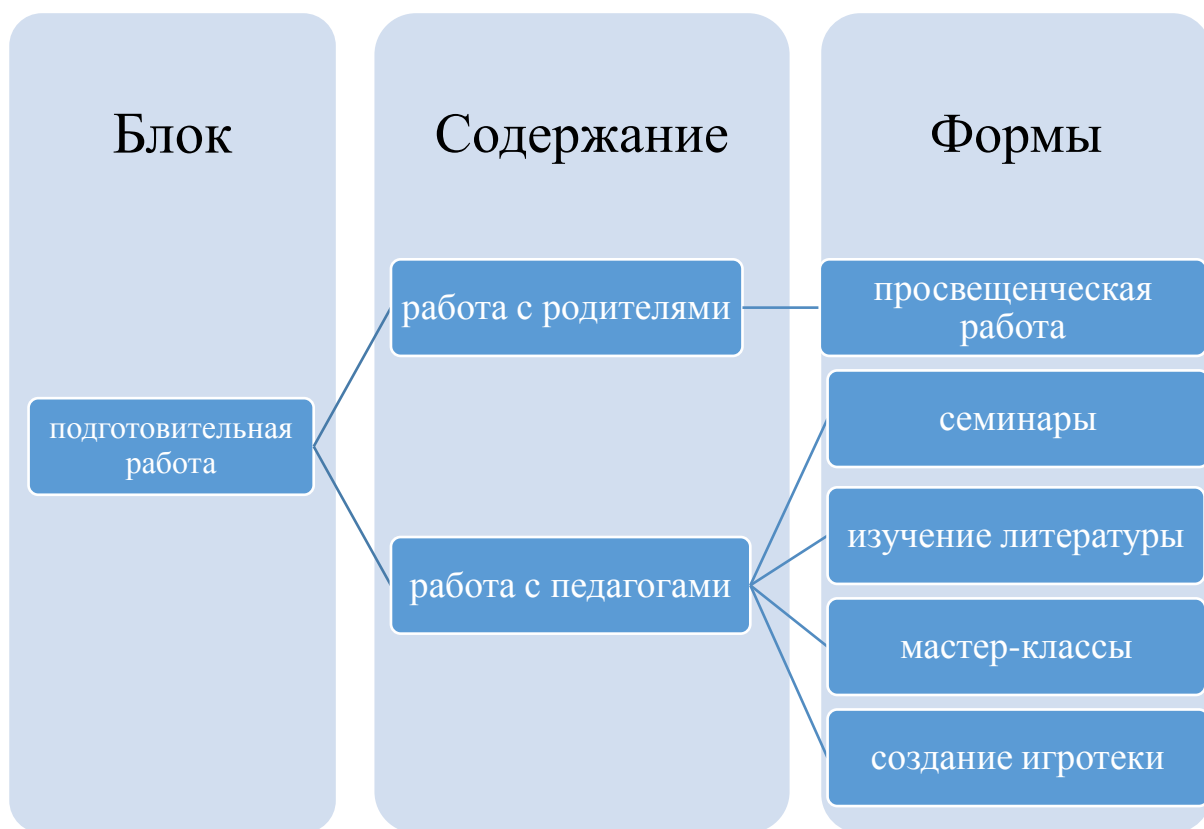 Блок
Содержание
Формы
подготовительная
работа
работа с родителями
просвещенческая
работа
работа с педагогами
семинары
изучение литературы
мастер-классы
создание игротеки